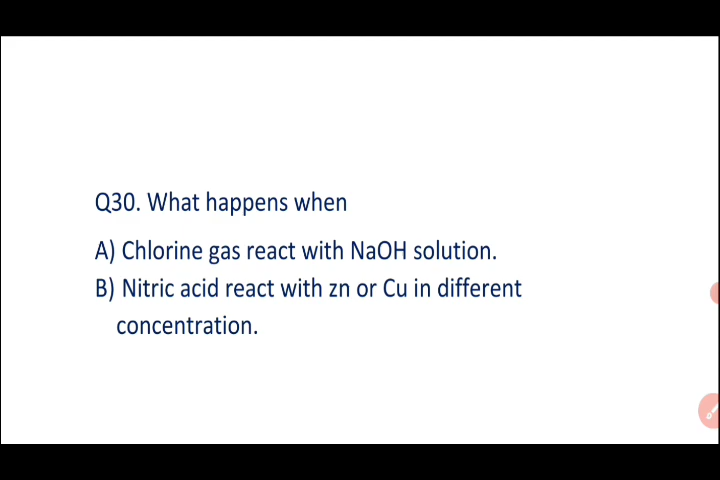 Q30. What happens when
A) Chlorine gas react with NaOH solution.
B) Nitric acid react with zn or Cu in different
concentration.